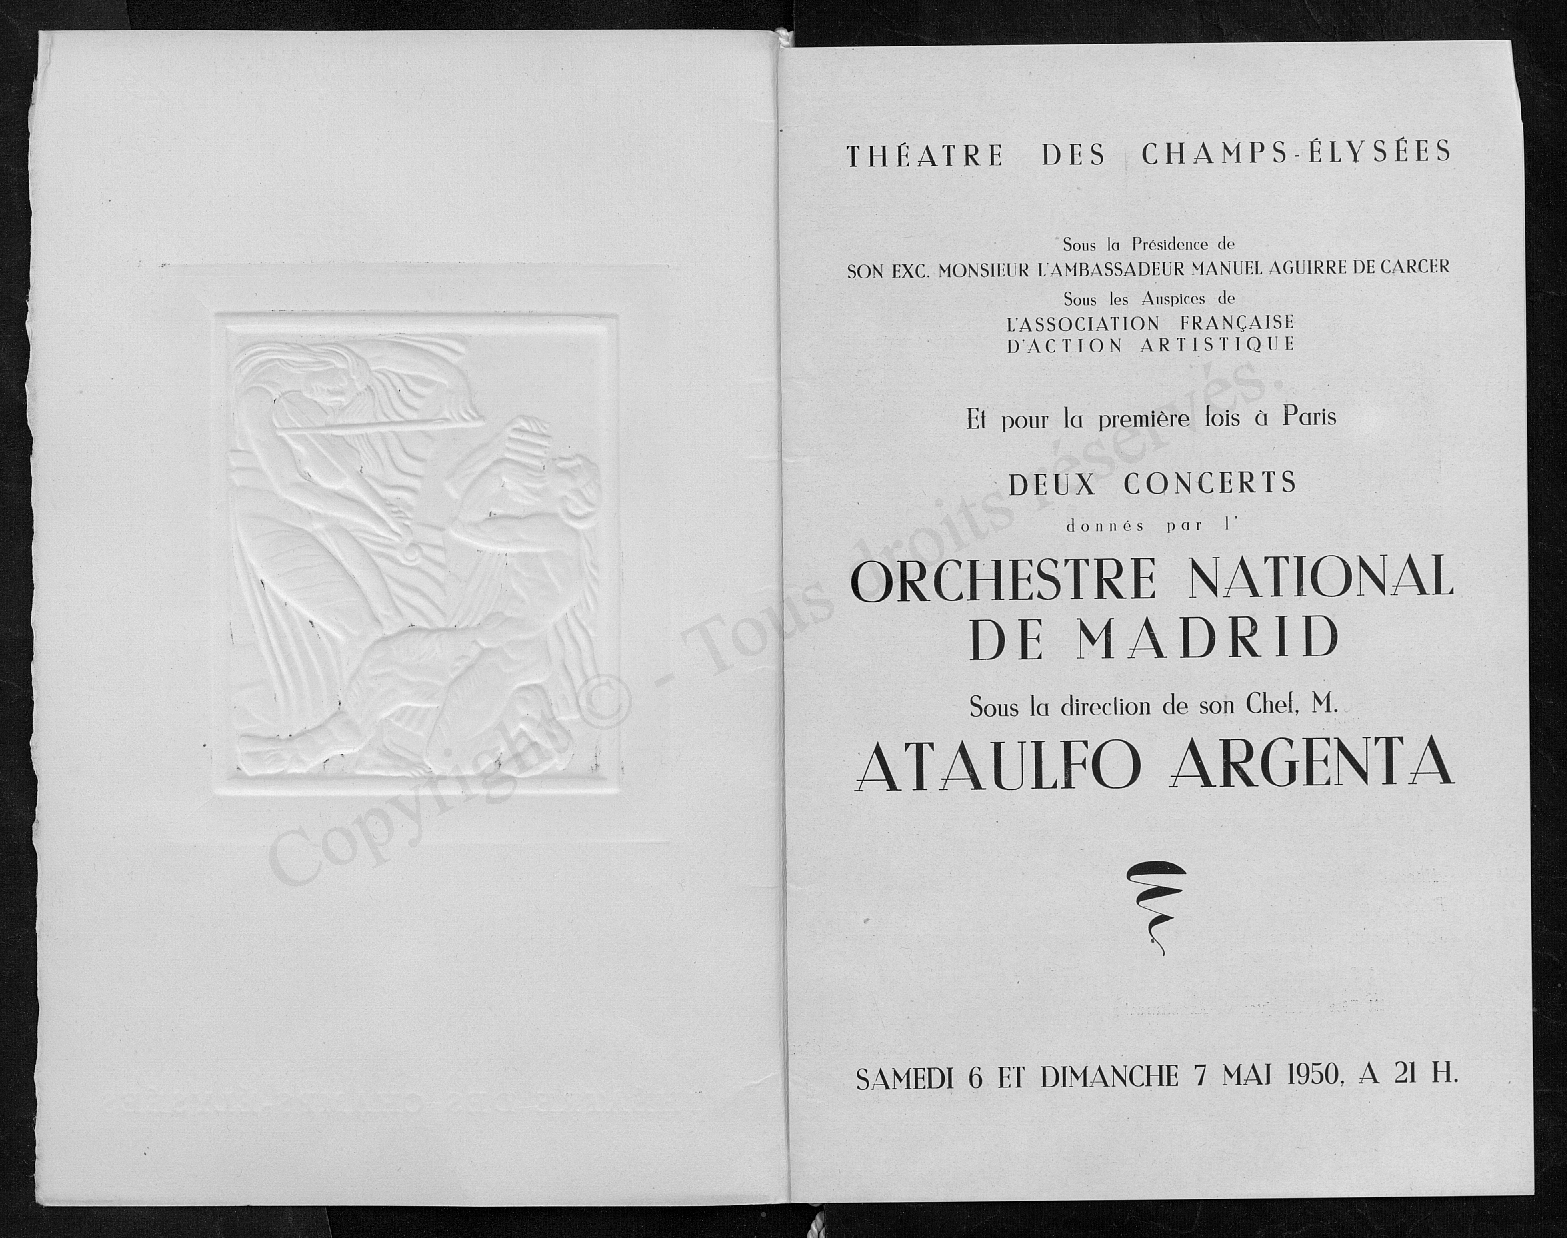 THÉATRE DES CHAMPS-ÉLYSÉES
Sous la Présidence de
SON EXC. MONSIEUR L'AMBASSADEUR MANUEL AGUIRRE DE CARCER
Sous les Auspices de
L'ASSOCIATION FRANÇAISE
D'ACTION ARTISTIQUE
Et pour la première fois à Paris
DEUX CONCERTS
donnés par l'
ORCHESTRE NATIONAL
DE MADRID
Sous la direction de son Chef, M.
ATAULFO ARGENTA
SAMEDI 6 ET DIMANCHE 7 MAI 1950, A 21 H.
Copyright © - Tous droits réservés.